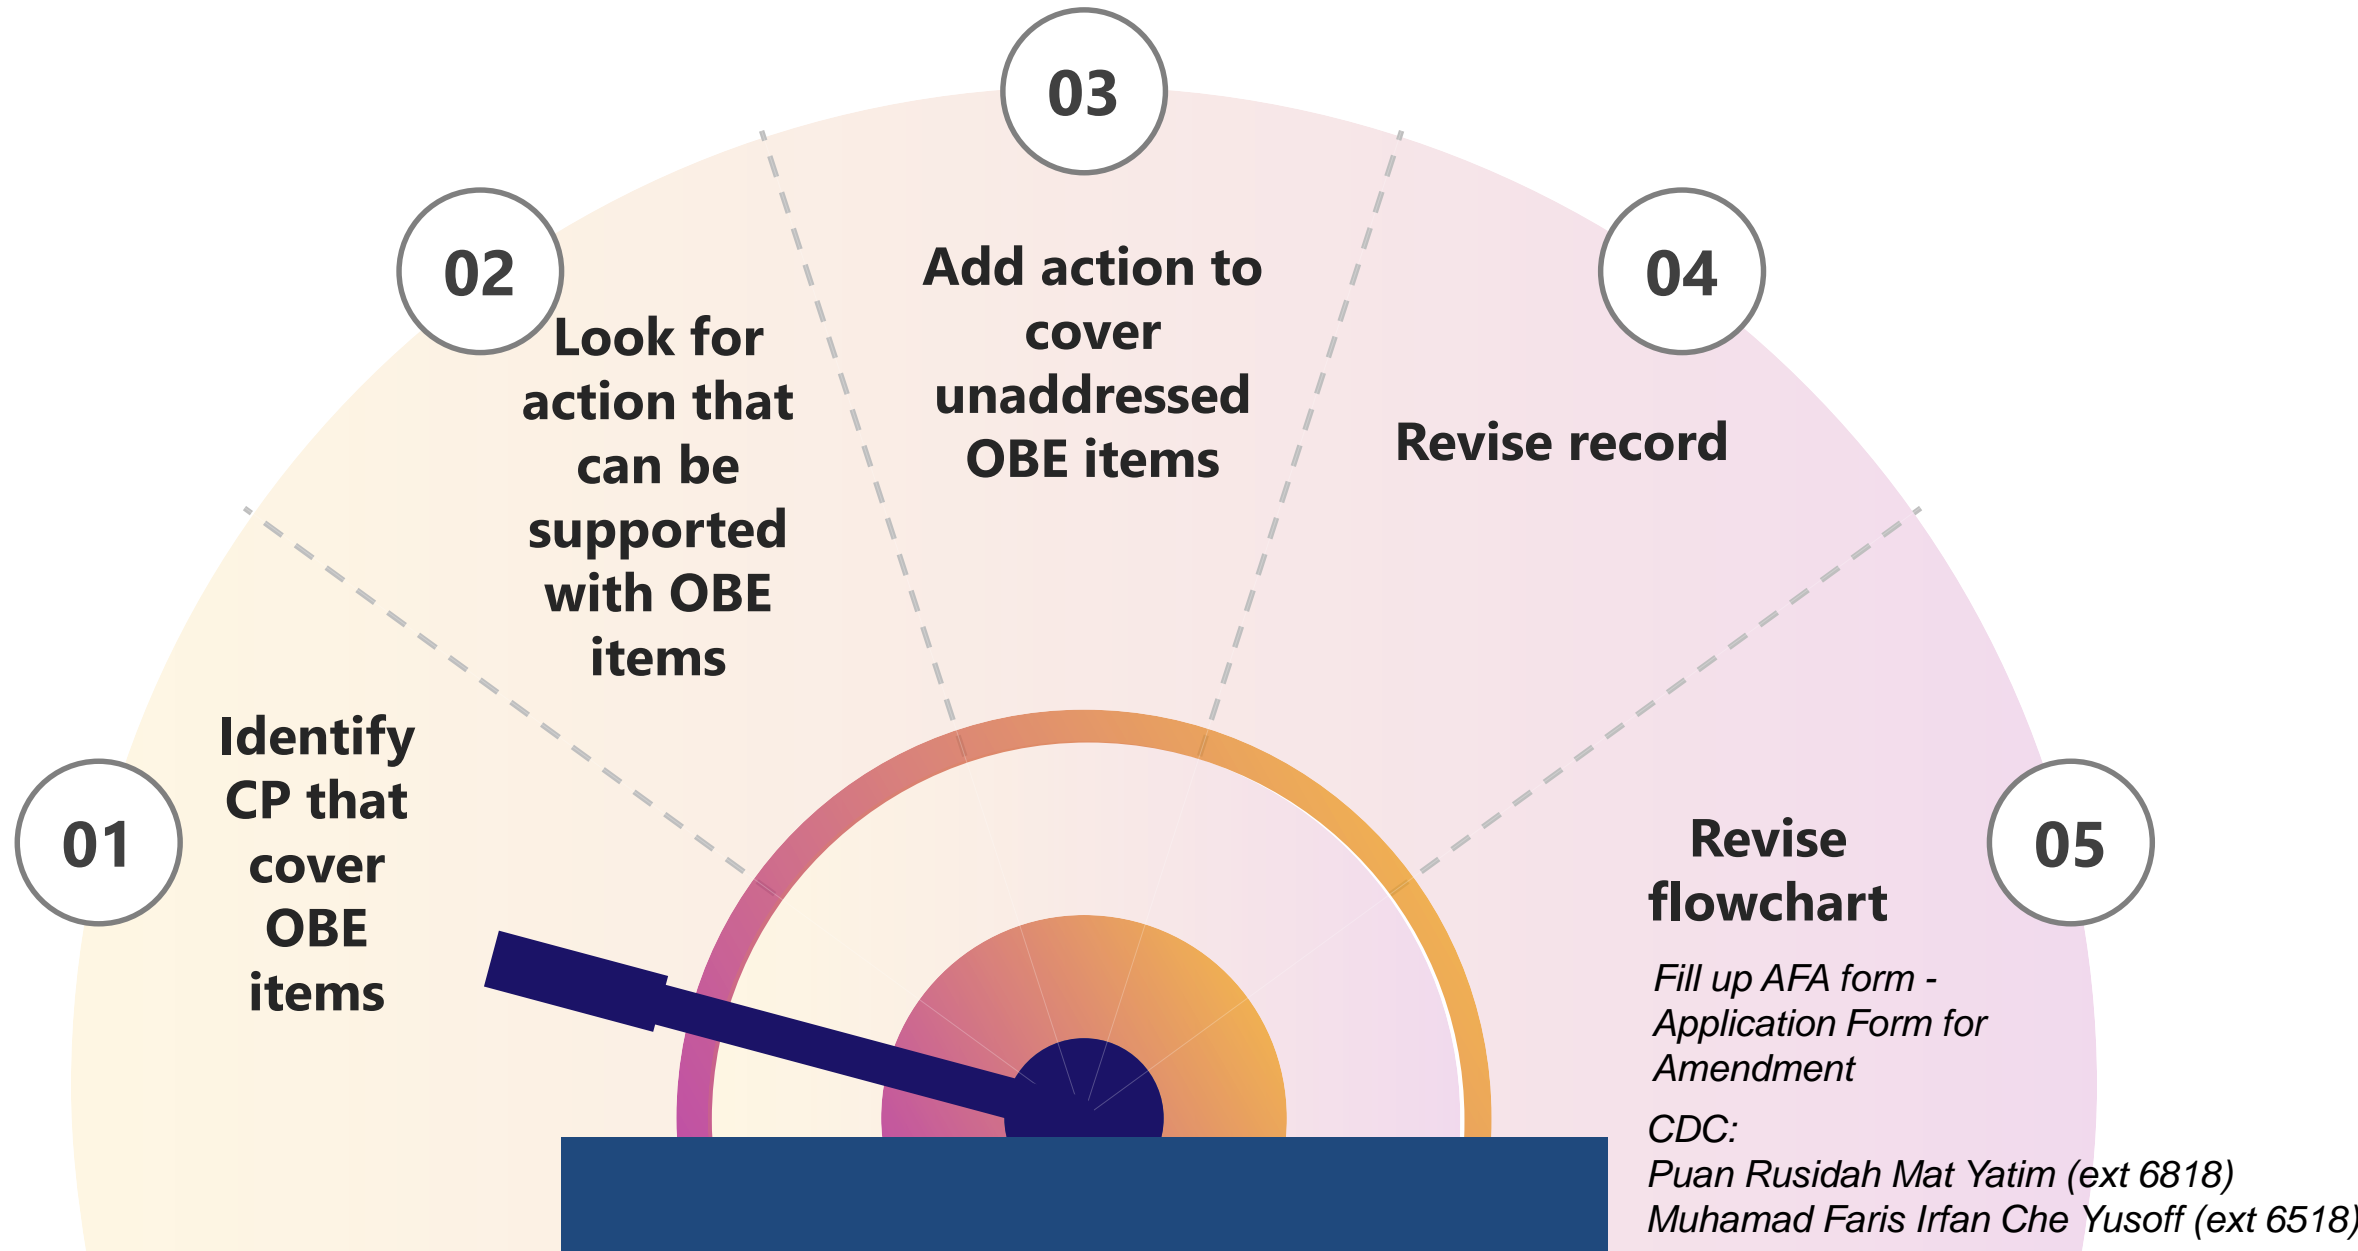 01
Identify
CP that
cover
OBE
items
02
Look for
action that
can be
supported
with OBE
items
03
Add action to
cover
unaddressed
OBE items
04
Revise record
05
Revise
flowchart
Fill up AFA form -
Application Form for
Amendment
CDC:
Puan Rusidah Mat Yatim (ext 6818)
Muhamad Faris Irfan Che Yusoff (ext 6518)